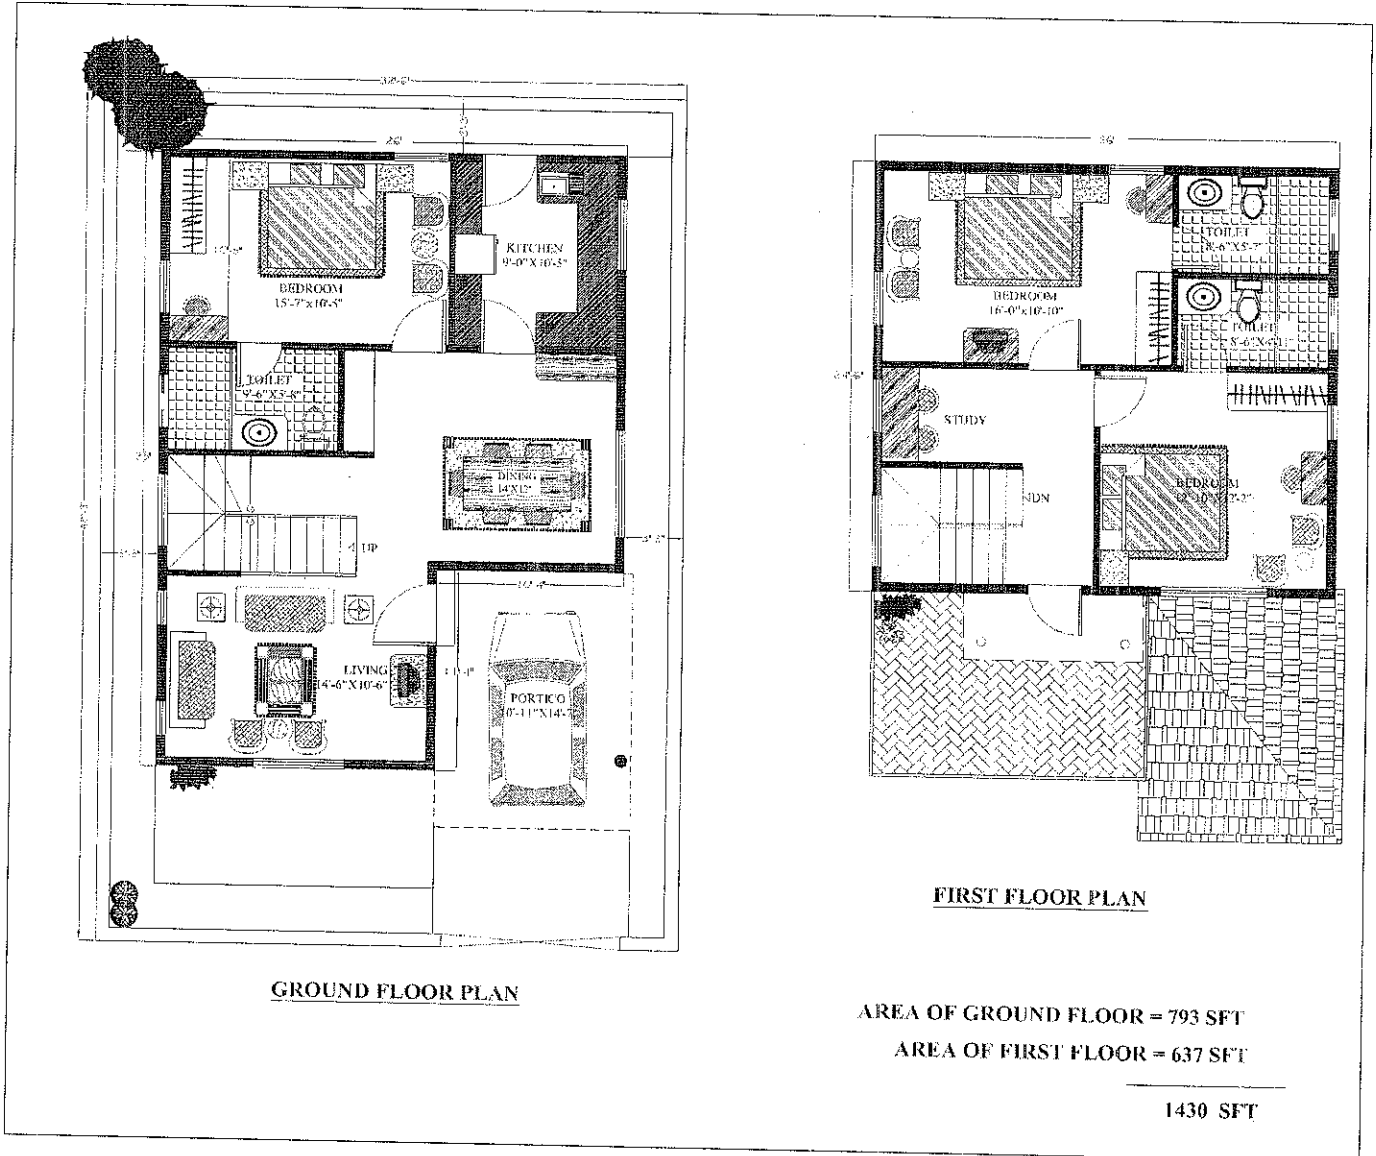 26'
BEDROOM
15'-7"x10'-5"
KITCHEN
9'-0"X10'-5"
TOILET
9'-6"X5'-8"
DINING
14'X12'
UP
LIVING
14'-6"X10'-6"
PORTICO
GROUND FLOOR PLAN
BEDROOM
16'-0"x10'-10"
TOILET
8'-6"X5'-7"
TOILET
STUDY
DN
BEDROOM
FIRST FLOOR PLAN
AREA OF GROUND FLOOR = 793 SFT
AREA OF FIRST FLOOR = 637 SFT
1430 SFT